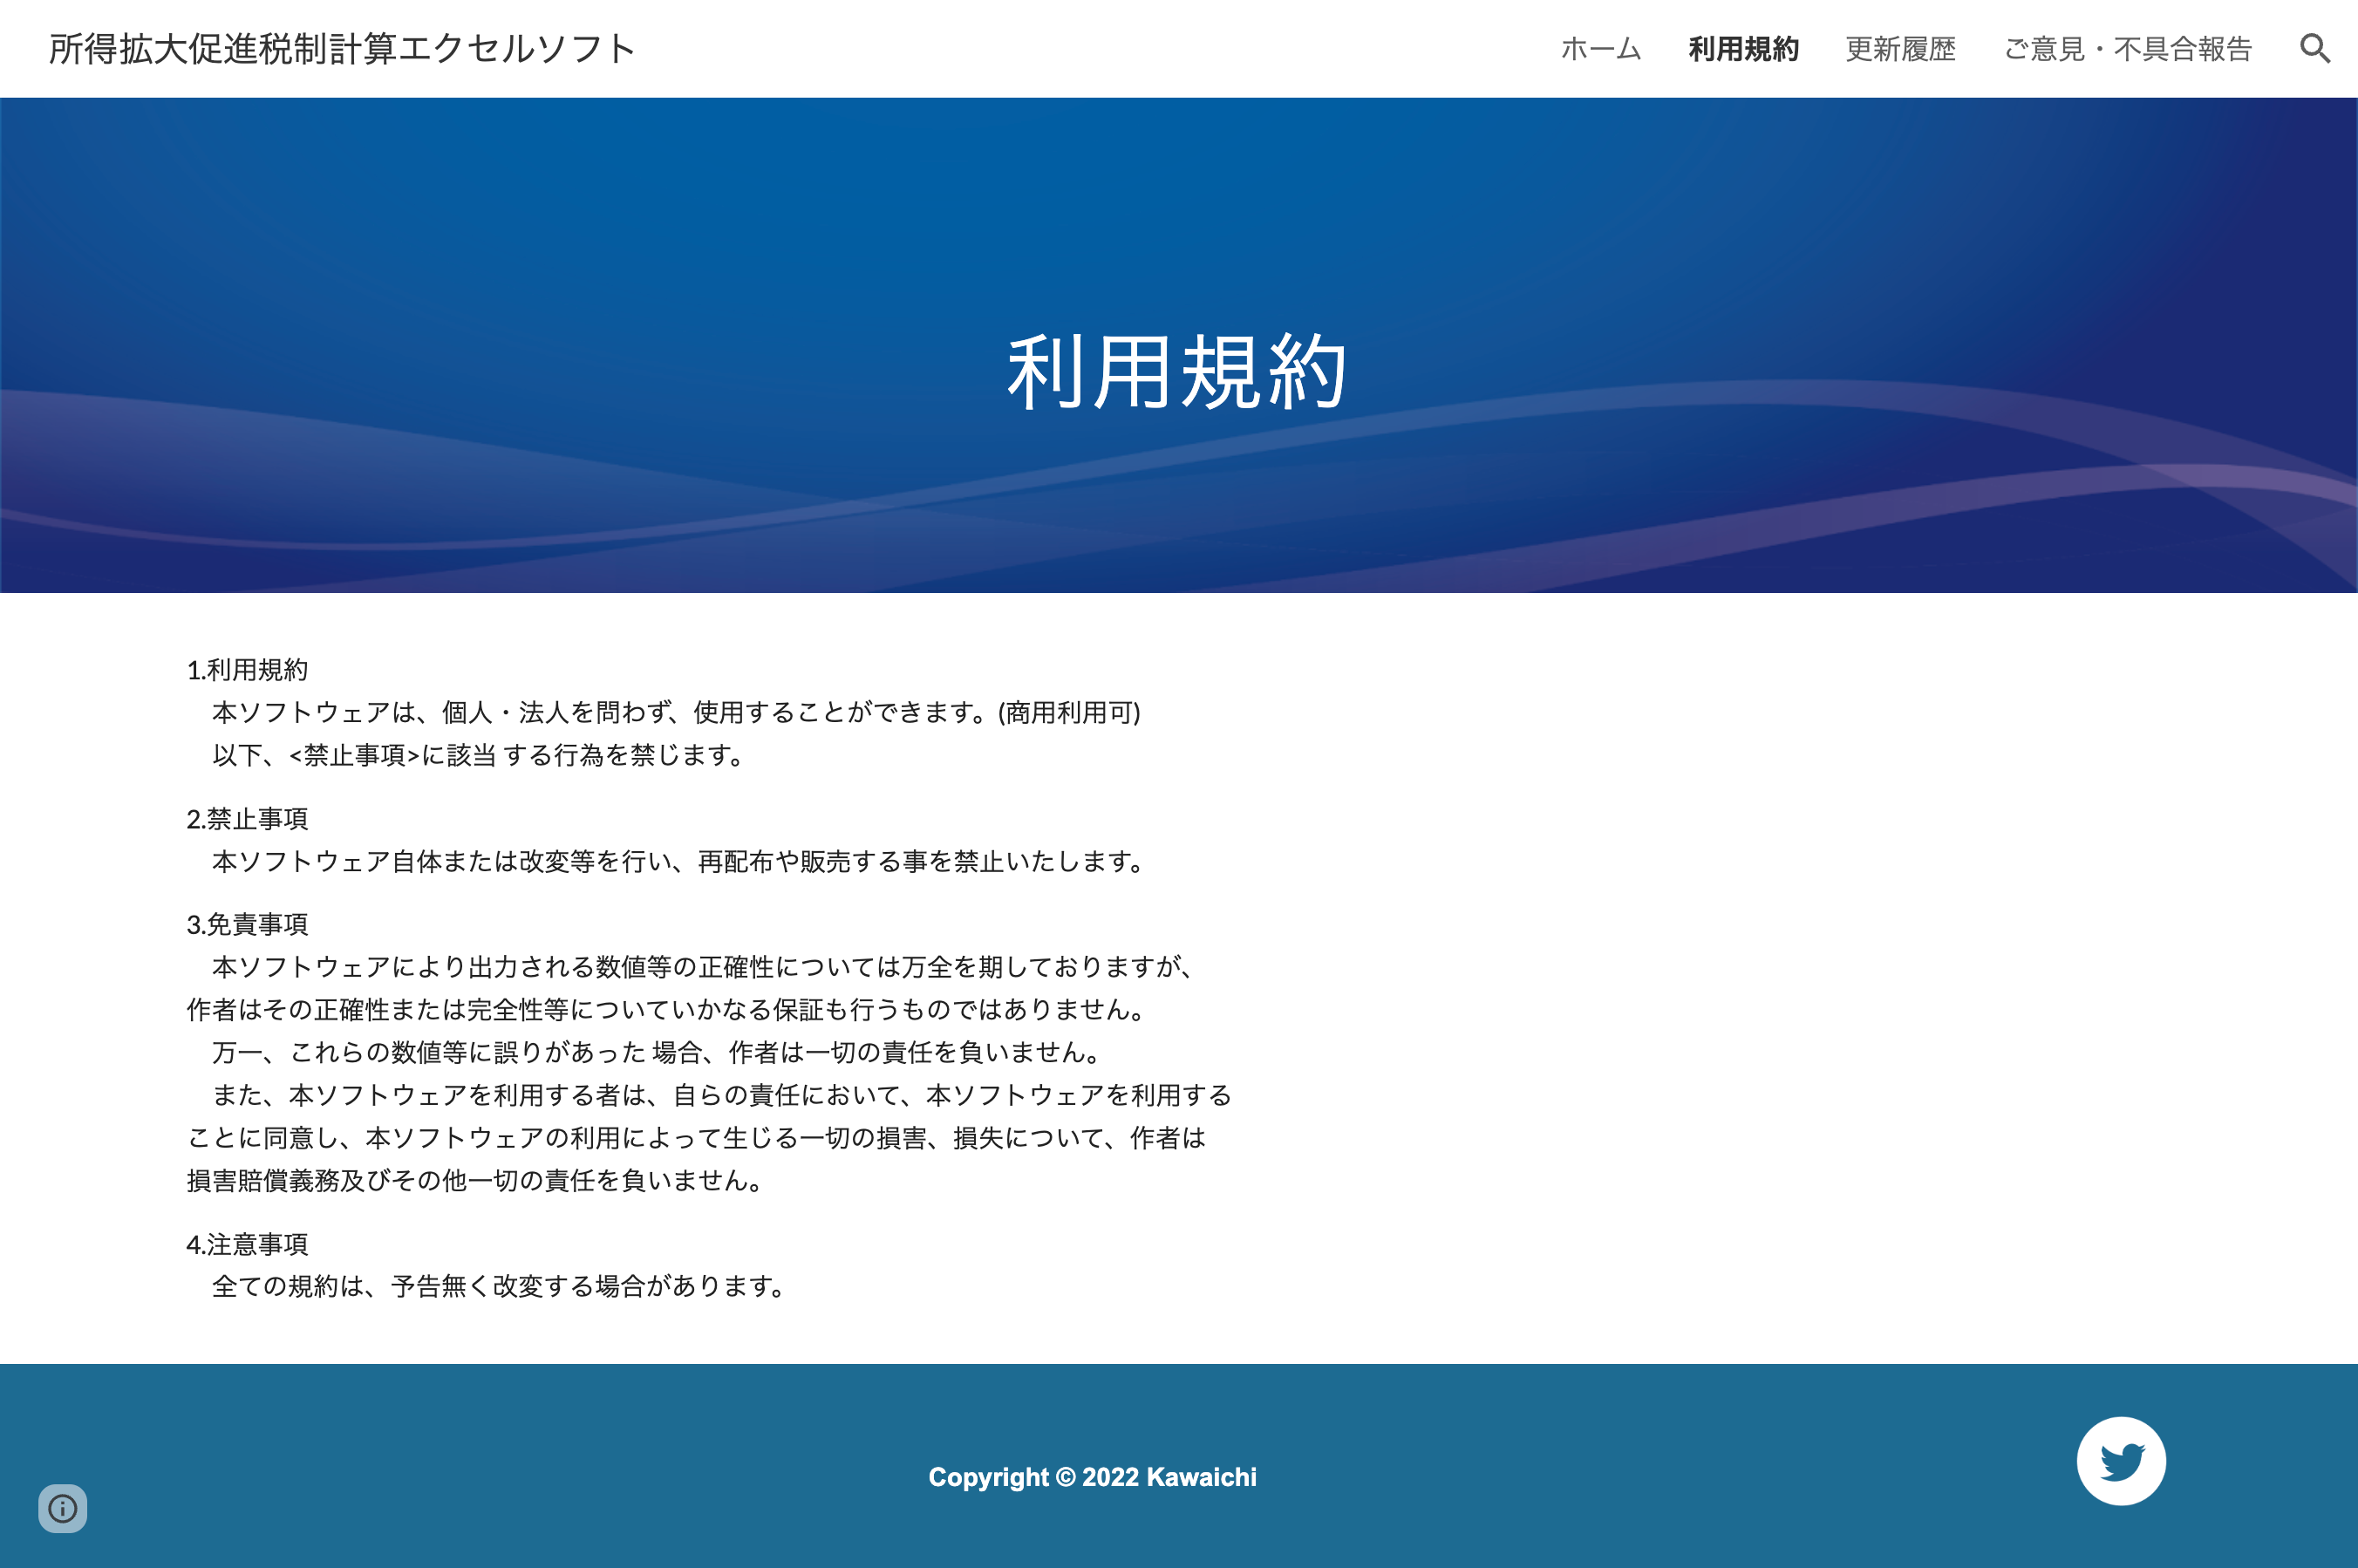 所得拡大促進税制計算エクセルソフト
ホーム 利用規約 更新履歴 ご意見・不具合報告
利用規約
1.利用規約
　本ソフトウェアは、個人・法人を問わず、使用することができます。(商用利用可)
　以下、<禁止事項>に該当 する行為を禁じます。
2.禁止事項
　本ソフトウェア自体または改変等を行い、再配布や販売する事を禁止いたします。
3.免責事項
　本ソフトウェアにより出力される数値等の正確性については万全を期しておりますが、
作者はその正確性または完全性等についていかなる保証も行うものではありません。
　万一、これらの数値等に誤りがあった 場合、作者は一切の責任を負いません。
　また、本ソフトウェアを利用する者は、自らの責任において、本ソフトウェアを利用する
ことに同意し、本ソフトウェアの利用によって生じる一切の損害、損失について、作者は
損害賠償義務及びその他一切の責任を負いません。
4.注意事項
　全ての規約は、予告無く改変する場合があります。
Copyright © 2022 Kawaichi